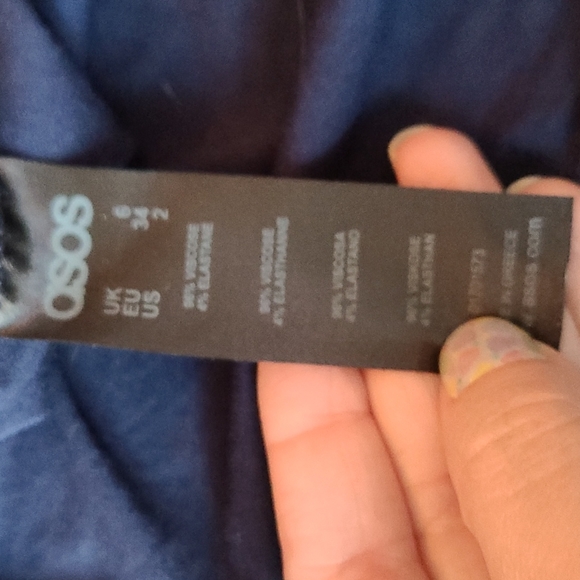 asos
UK 6
EU 34
US 2
96% VISCOSE
4% ELASTANE
96% VISCOSE
4% ELASTHANNE
96% VISCOSA
4% ELASTANO
96% VISKOSE
4% ELASTHAN
IN GREECE
asos.com